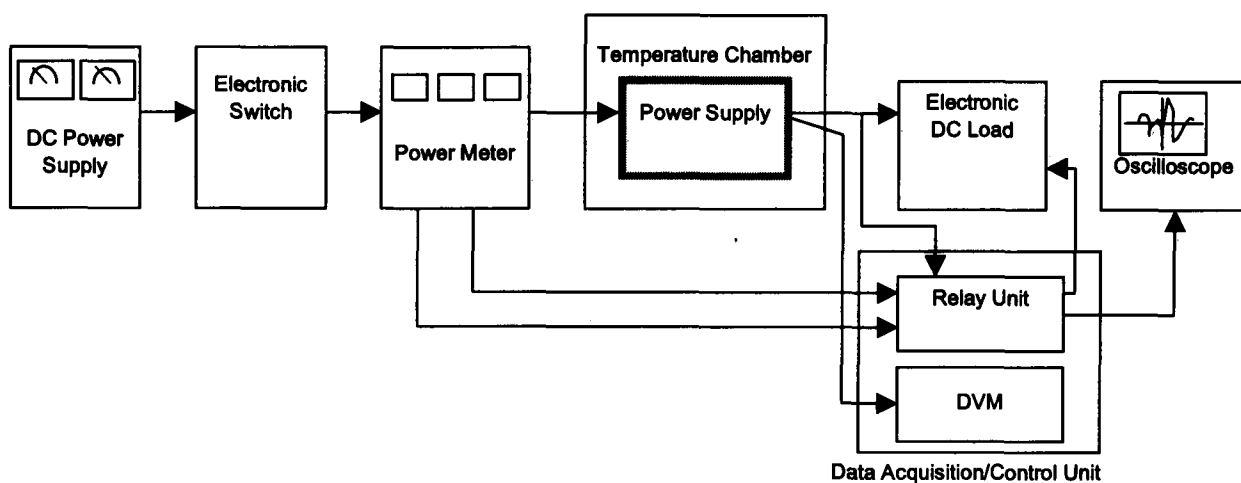 DC Power
Supply
Electronic
Switch
Power Meter
Temperature Chamber
Power Supply
Electronic
DC Load
Oscilloscope
Relay Unit
DVM
Data Acquisition/Control Unit